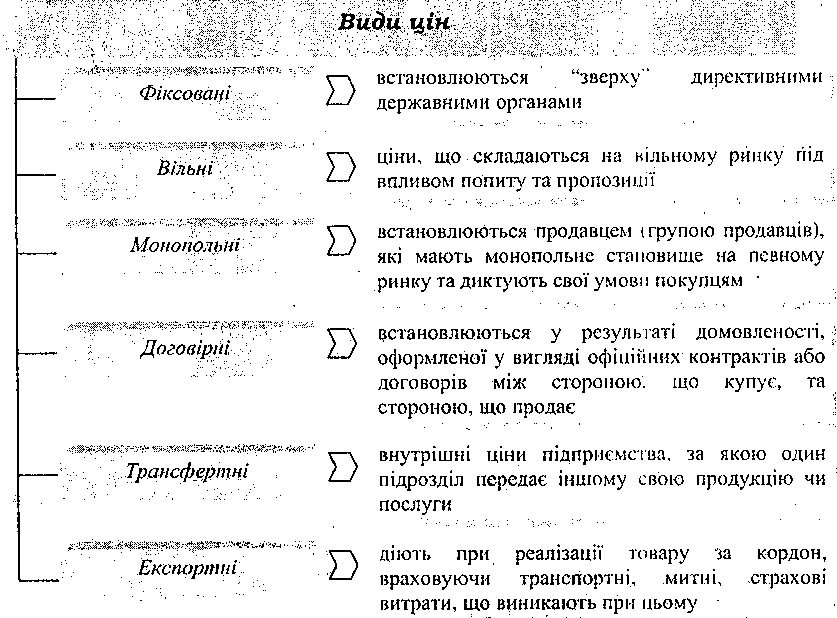 Види цін
Фіксовані
встановлюються “зверху” директивними
державними органами
Вільні
ціни, що складаються на вільному ринку під
впливом попиту та пропозиції
Монопольні
встановлюються продавцем (групою продавців),
які мають монопольне становище на певному
ринку та диктують свої умови покупцям
Договірні
встановлюються у результаті домовленості,
оформленої у вигляді офіційних контрактів або
договорів між стороною, що купує, та
стороною, що продає
Трансфертні
внутрішні ціни підприємства, за якою один
підрозділ передає іншому свою продукцію чи
послуги
Експортні
діють при реалізації товару за кордон,
враховуючи транспортні, митні, страхові
витрати, що виникають при цьому